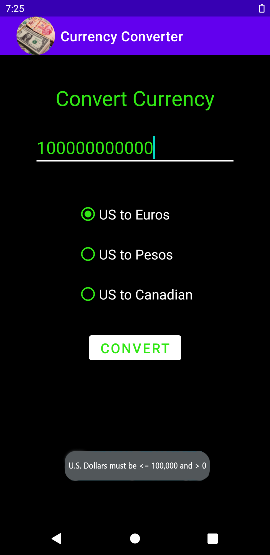 7:25
Currency Converter
Convert Currency
100000000000
US to Euros
US to Pesos
US to Canadian
CONVERT
U.S. Dollars must be <= 100,000 and > 0